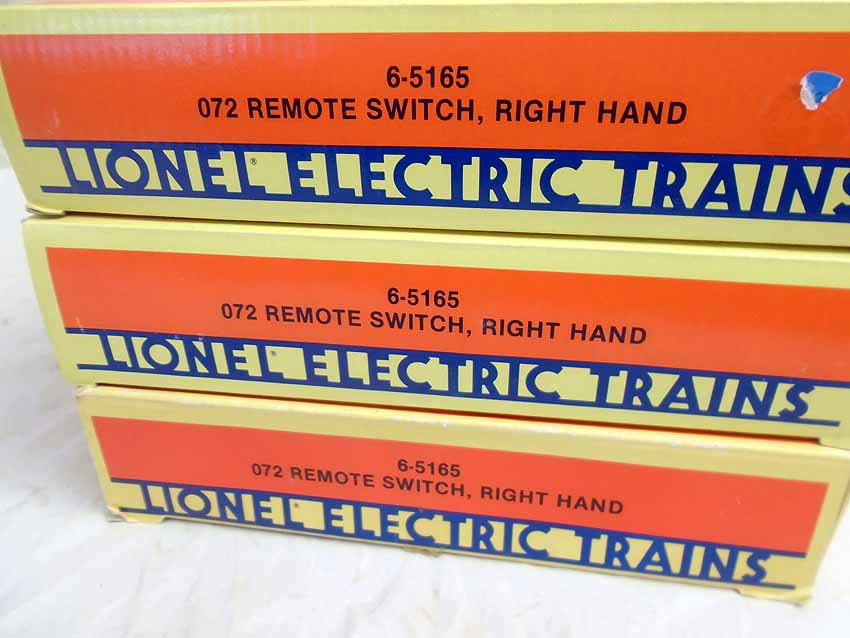 6-5165
072 REMOTE SWITCH, RIGHT HAND
LIONEL® ELECTRIC TRAINS
6-5165
072 REMOTE SWITCH, RIGHT HAND
LIONEL® ELECTRIC TRAINS
6-5165
072 REMOTE SWITCH, RIGHT HAND
LIONEL® ELECTRIC TRAINS